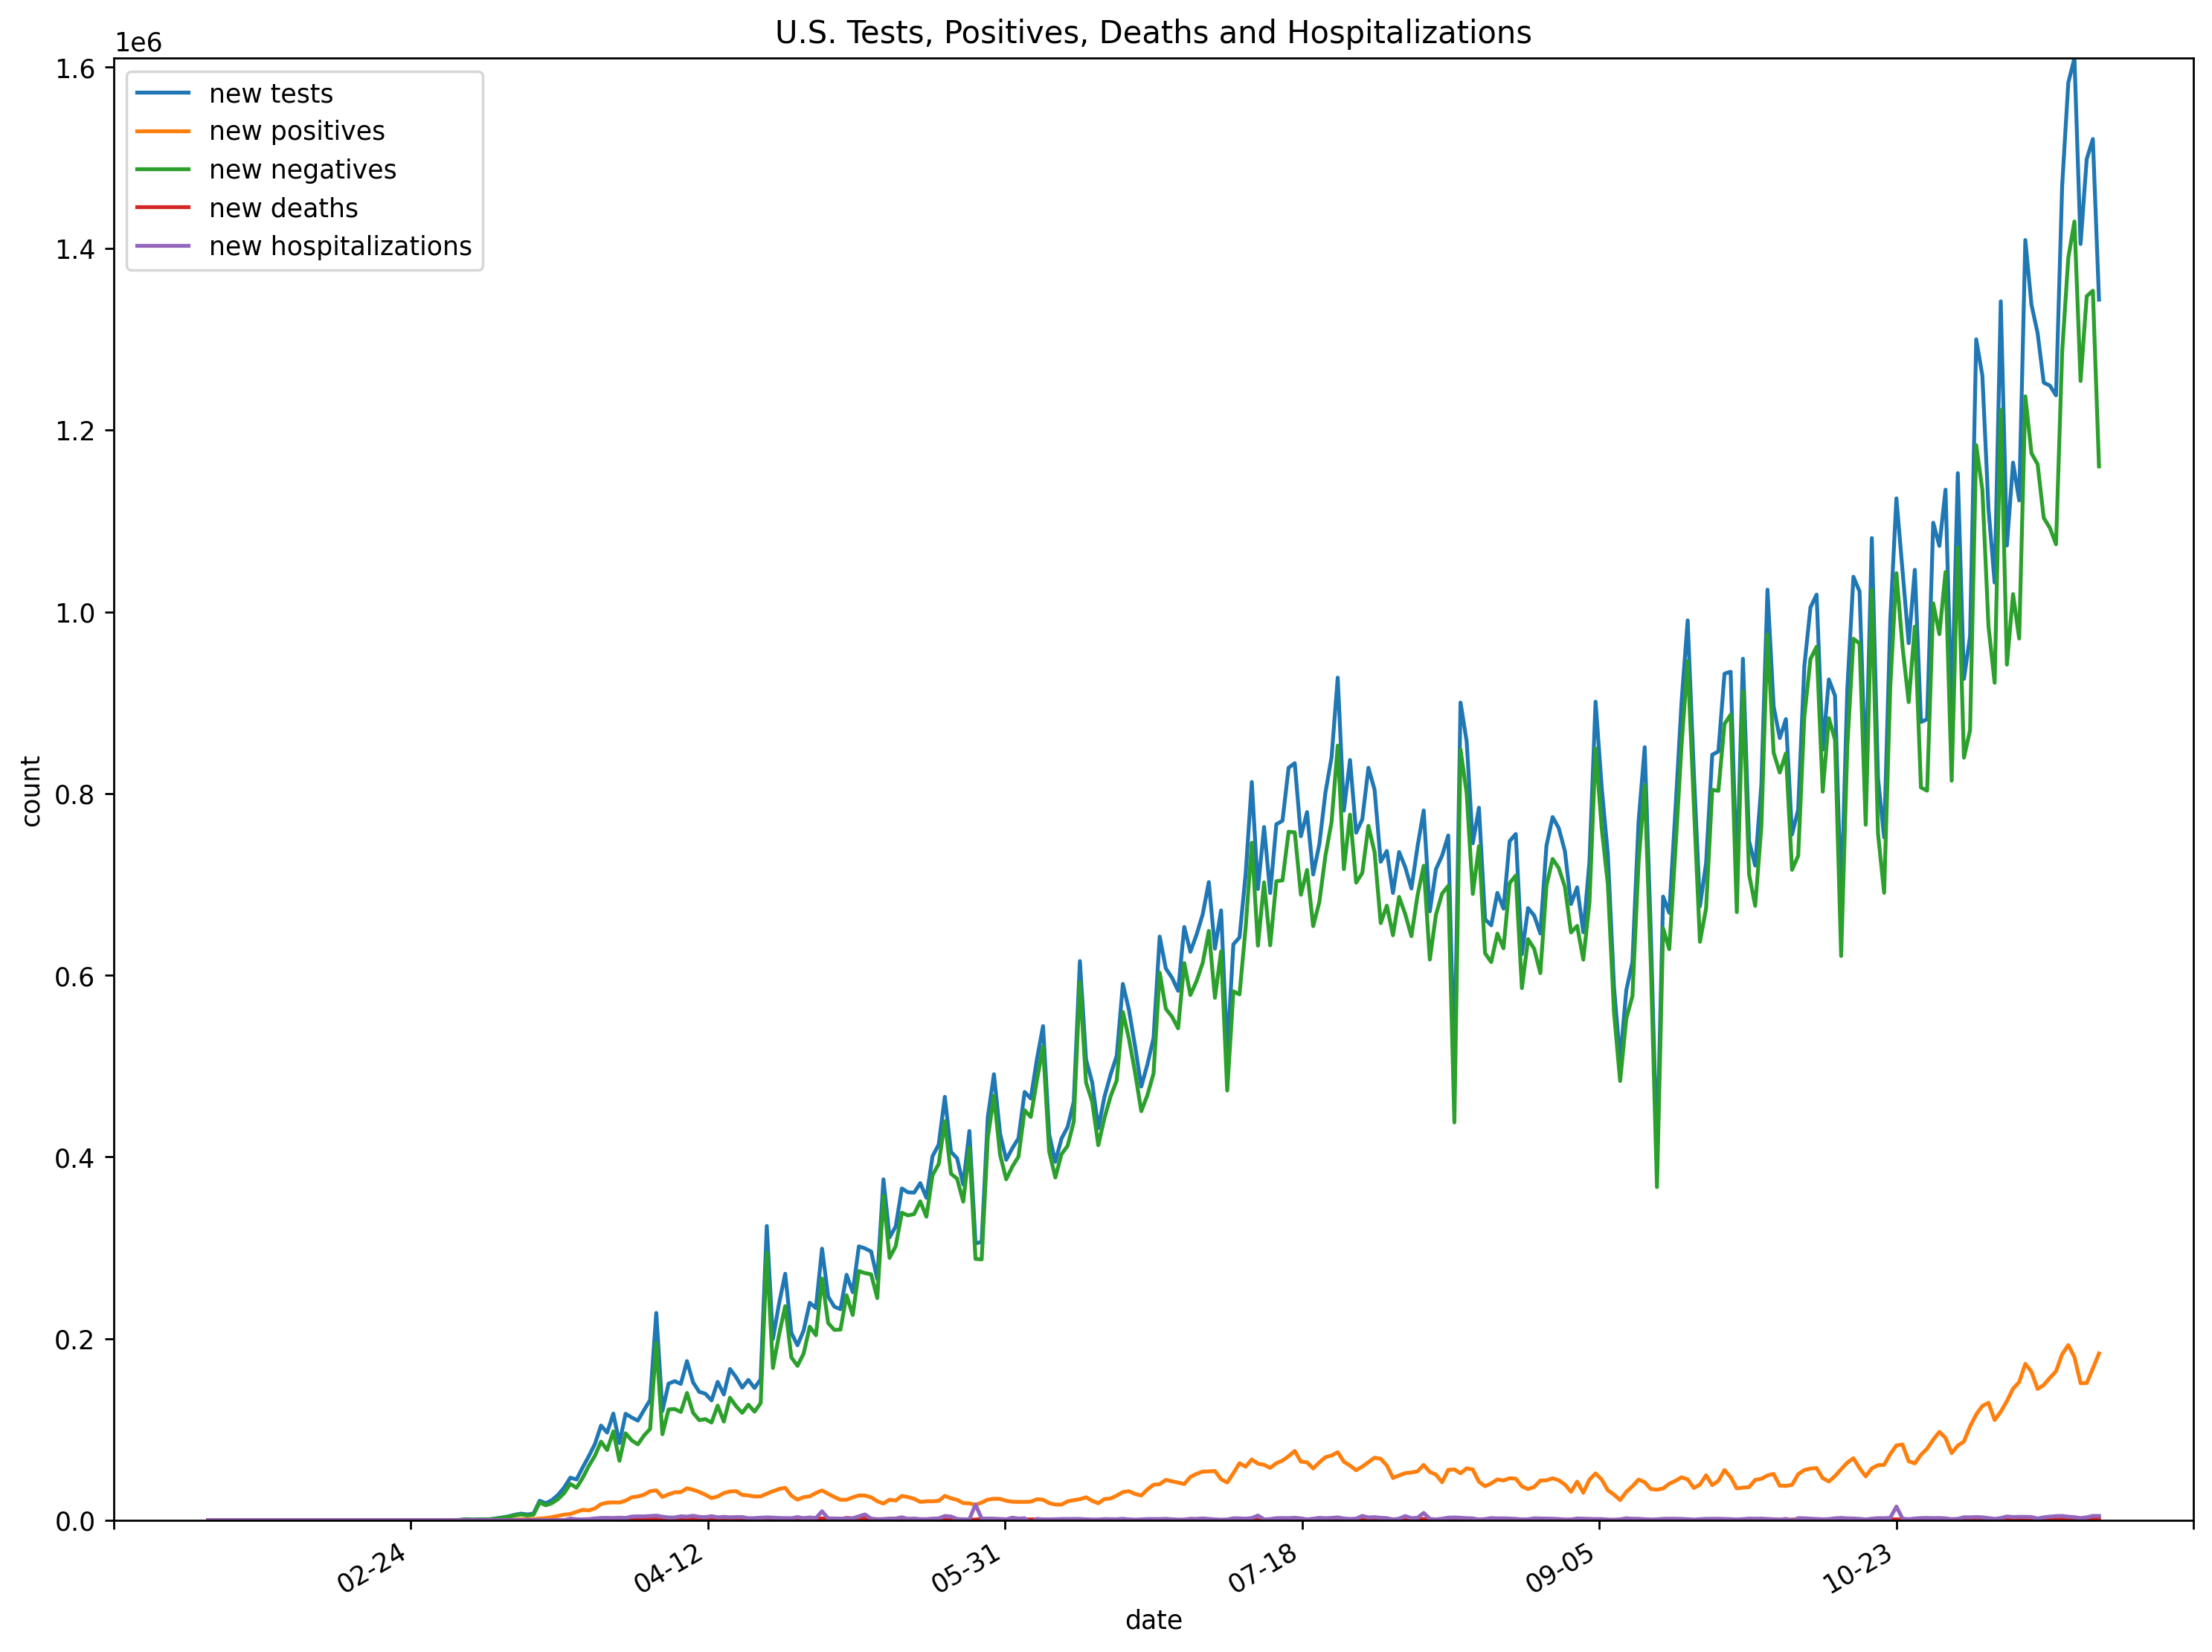 U.S. Tests, Positives, Deaths and Hospitalizations
1e6
1.6
1.4
1.2
1.0
0.8
0.6
0.4
0.2
0.0
count
new tests
new positives
new negatives
new deaths
new hospitalizations
02-24
04-12
05-31
07-18
09-05
10-23
date